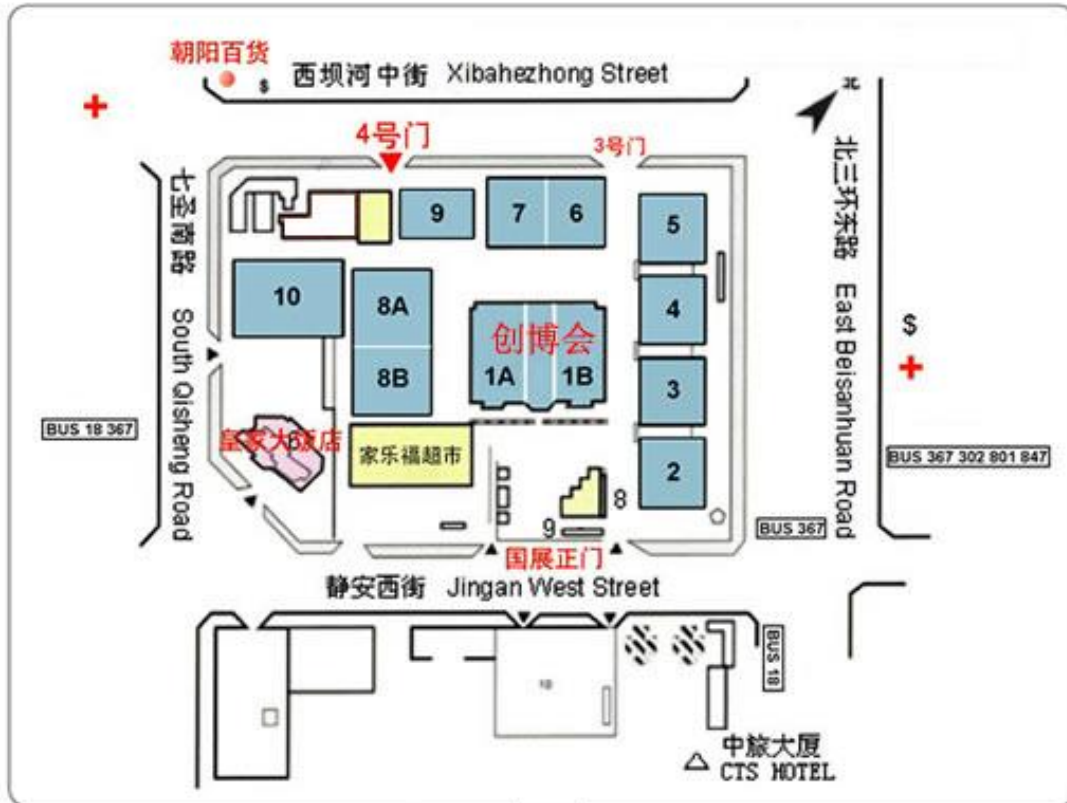 朝阳百货
$
西坝河中街 Xibahezhong Street
北
4号门
3号门
七圣南路 South Qisheng Road
北三环东路 East Beisanhuan Road
9
7
6
5
10
8A
4
$
创博会
8B
1A
1B
3
BUS 18 367
皇家大饭店
6
家乐福超市
2
BUS 367 302 801 847
8
9
BUS 367
国展正门
静安西街 Jingan West Street
BUS 18
中旅大厦
CTS HOTEL